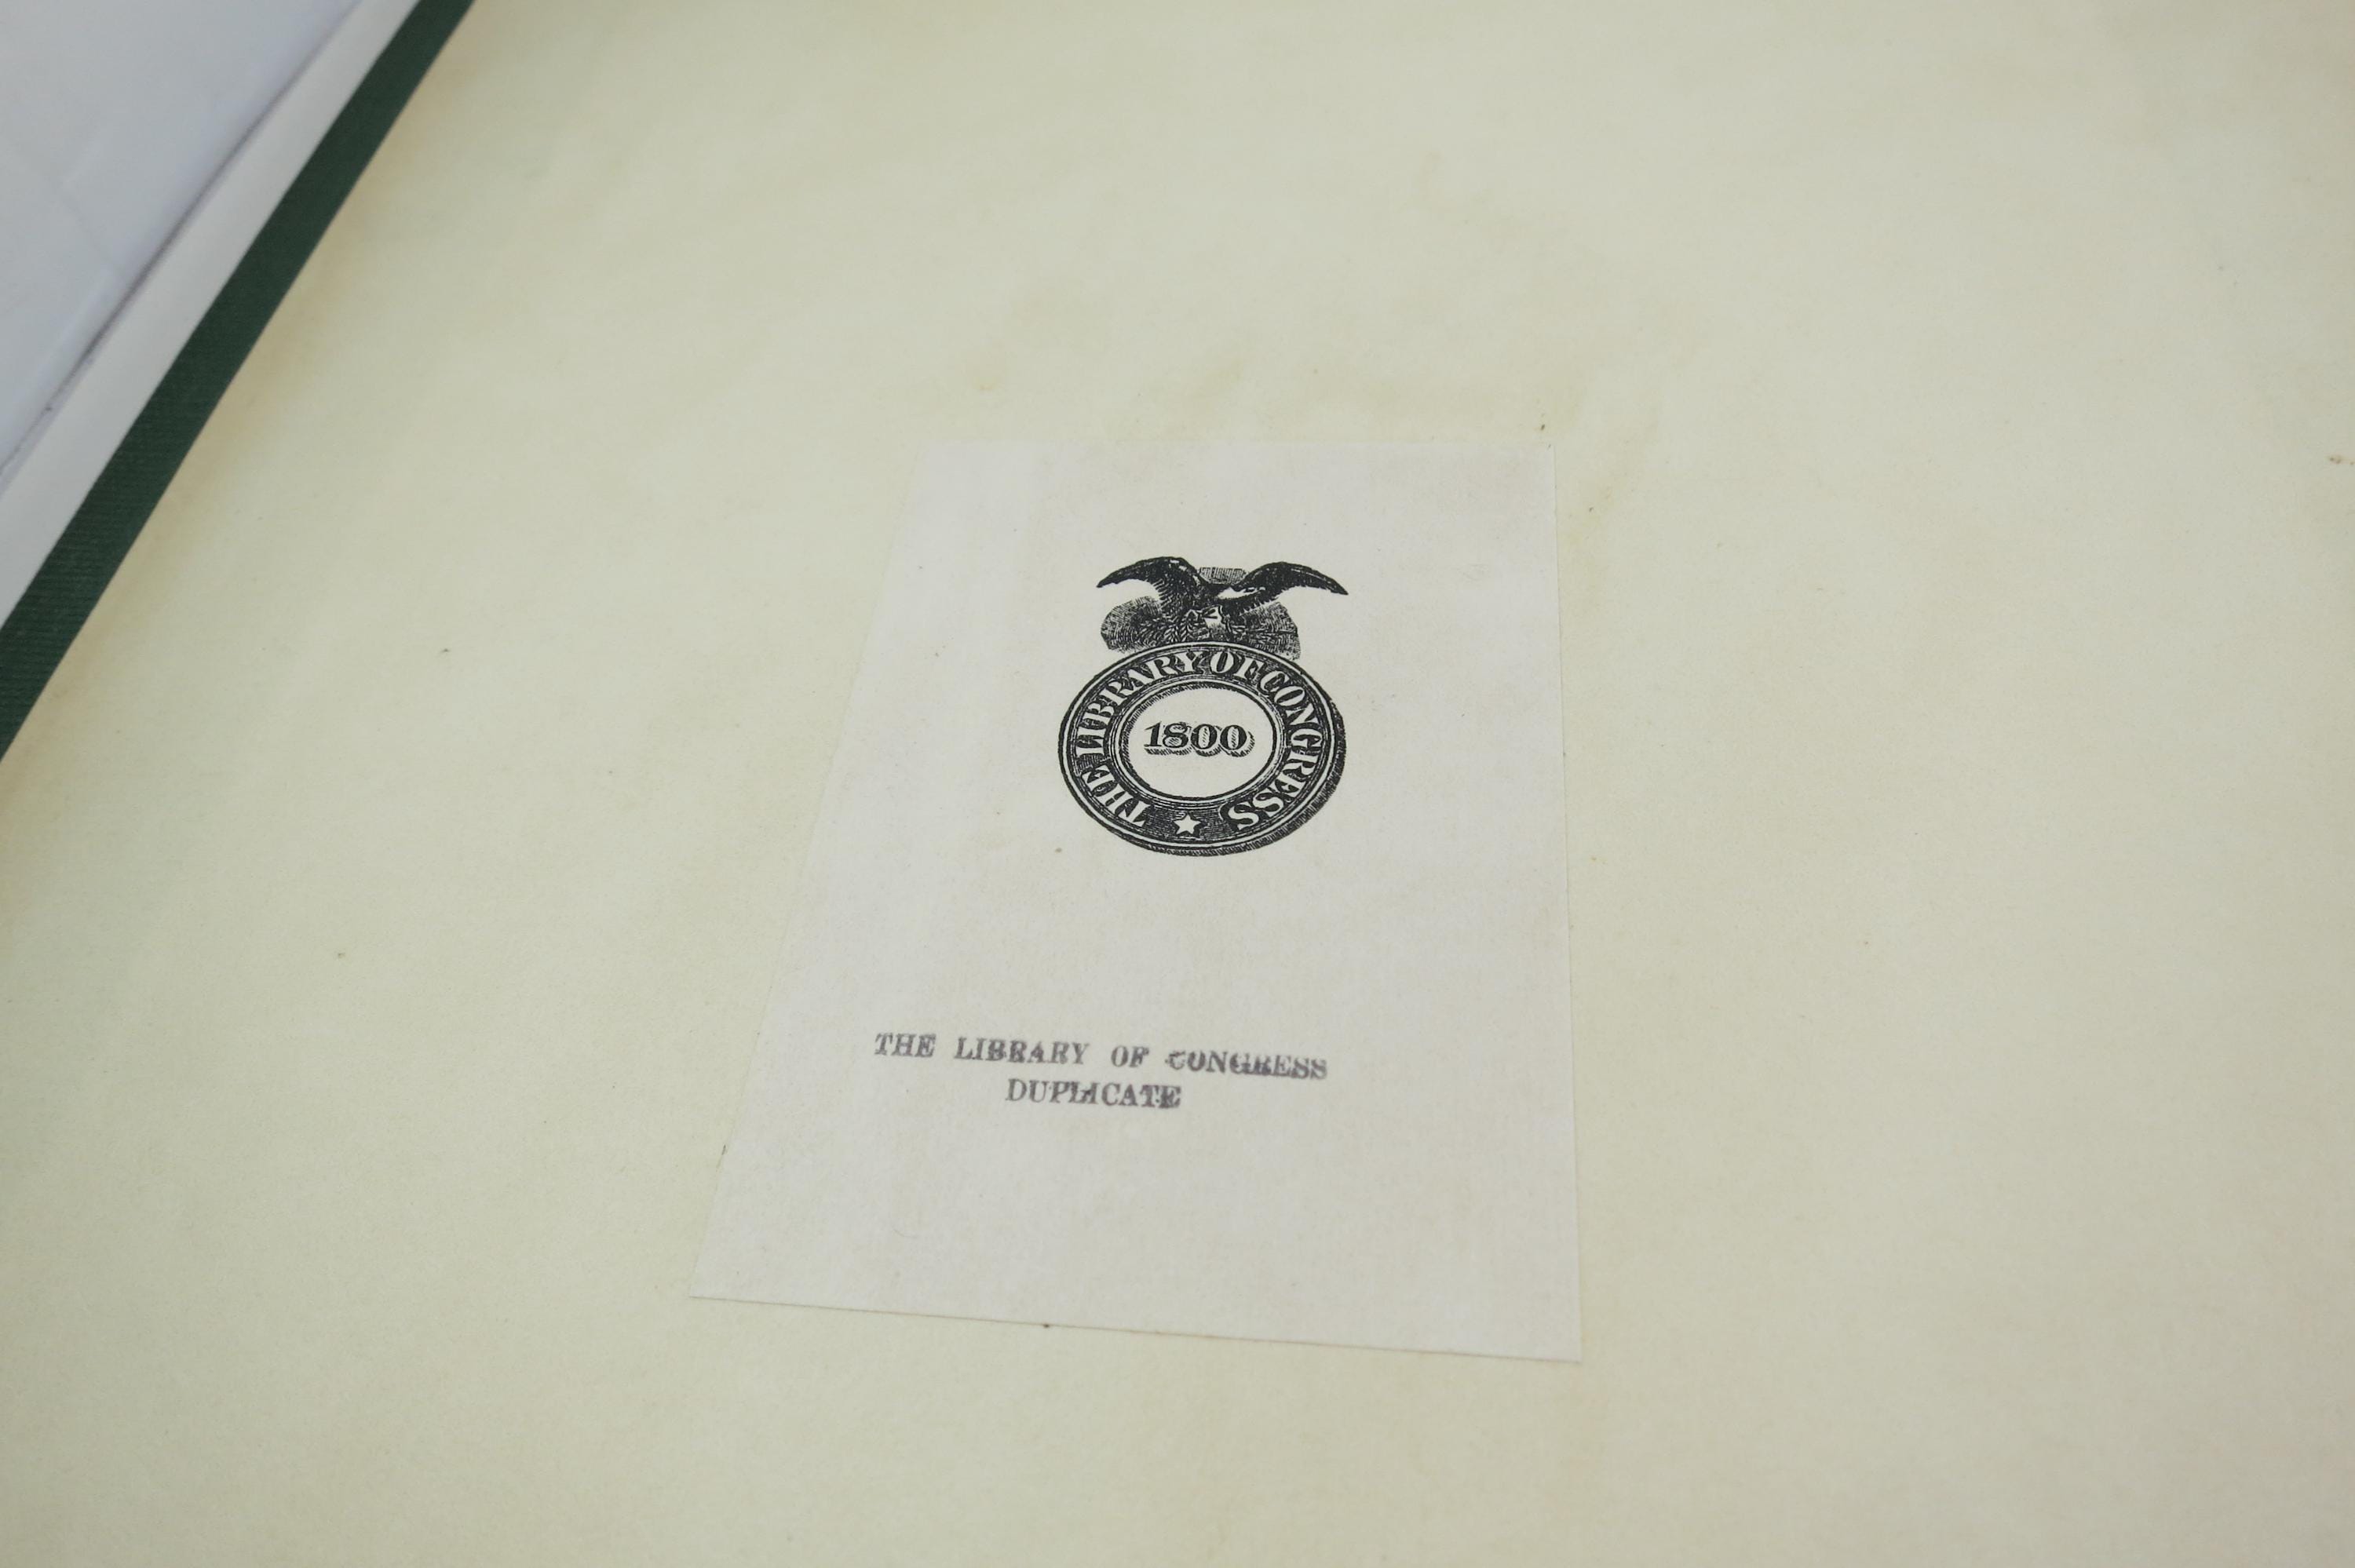 THE LIBRARY OF CONGRESS
1800
THE LIBRARY OF CONGRESS
DUPLICATE